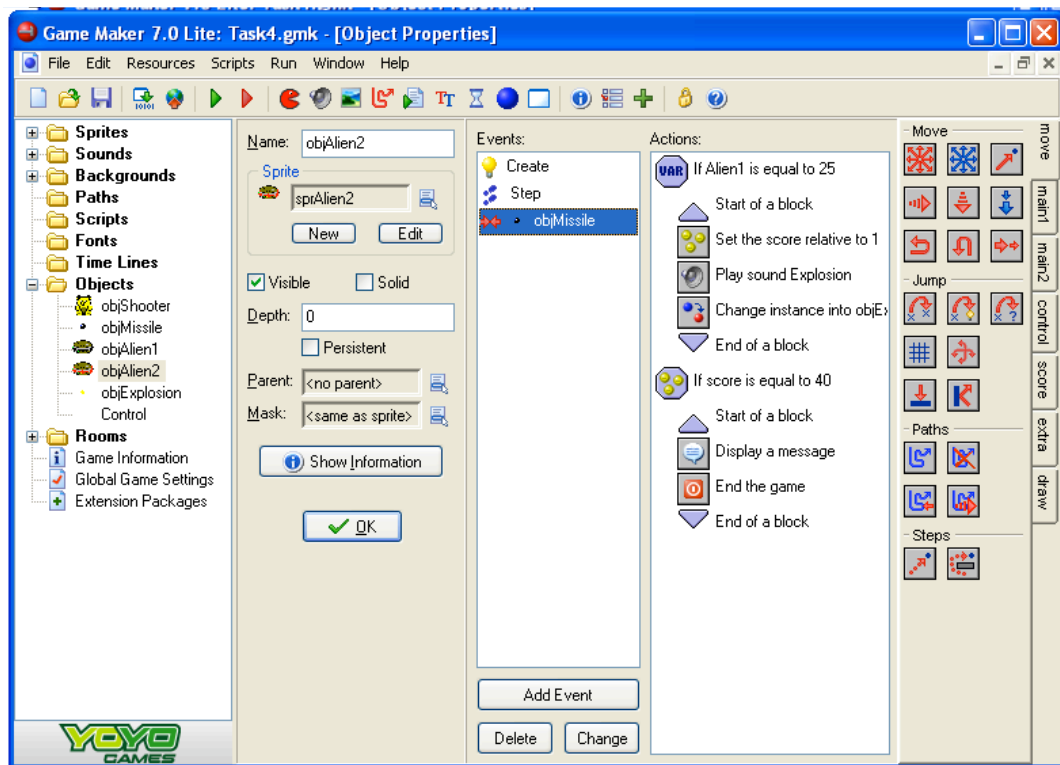 Game Maker 7.0 Lite: Task4.gmk - [Object Properties]
File Edit Resources Scripts Run Window Help
Sprites
Sounds
Backgrounds
Paths
Scripts
Fonts
Time Lines
Objects
objShooter
objMissile
objAlien1
objAlien2
objExplosion
Control
Rooms
Game Information
Global Game Settings
Extension Packages
YOYO
GAMES
Name: objAlien2
Sprite
sprAlien2
New Edit
Visible Solid
Depth: 0
Persistent
Parent: <no parent>
Mask: <same as sprite>
Show Information
OK
Events:
Create
Step
objMissile
Add Event
Delete Change
Actions:
VAR If Alien1 is equal to 25
Start of a block
Set the score relative to 1
Play sound Explosion
Change instance into objEx
End of a block
If score is equal to 40
Start of a block
Display a message
End the game
End of a block
Move
Jump
Paths
Steps
move
main1
main2
control
score
extra
draw